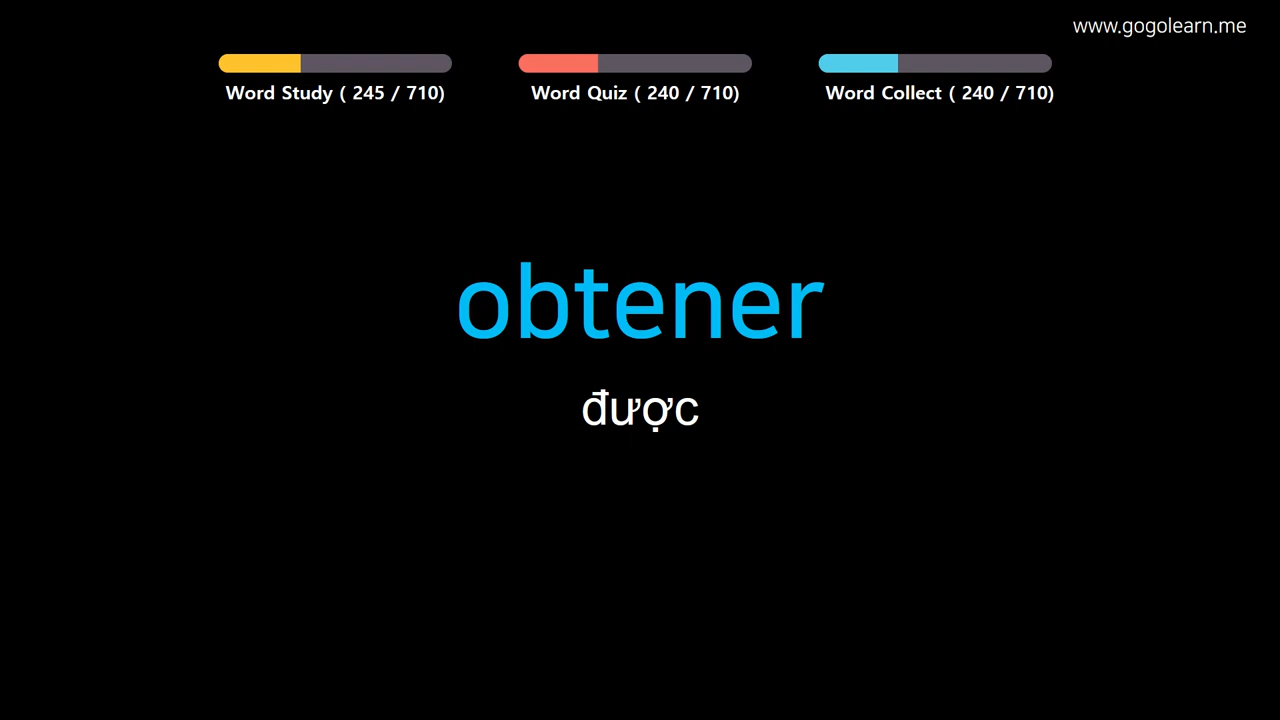 www.gogolearn.me
Word Study ( 245 / 710)
Word Quiz ( 240 / 710)
Word Collect ( 240 / 710)
obtener
được